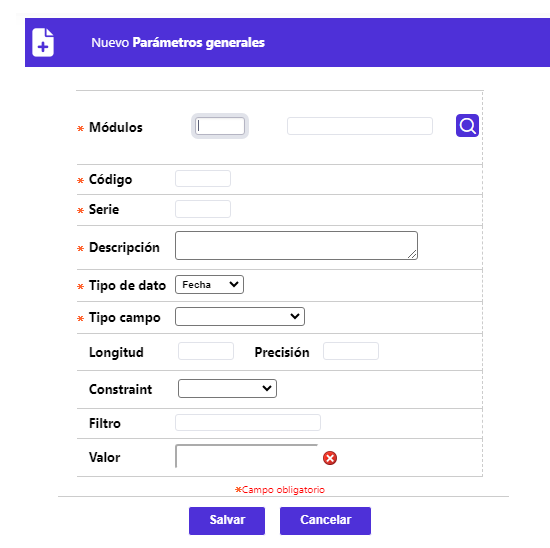 Nuevo Parámetros generales
* Módulos
* Código
* Serie
* Descripción
* Tipo de dato Fecha
* Tipo campo
Longitud Precisión
Constraint
Filtro
Valor
*Campo obligatorio
Salvar Cancelar